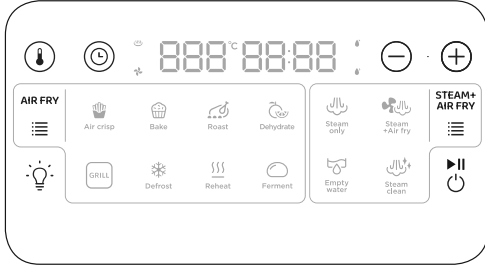 888 °C 88:88
AIR FRY
STEAM+
AIR FRY
Air crisp
Bake
Roast
Dehydrate
Steam
only
Steam
+Air fry
GRILL
Defrost
Reheat
Ferment
Empty
water
Steam
clean